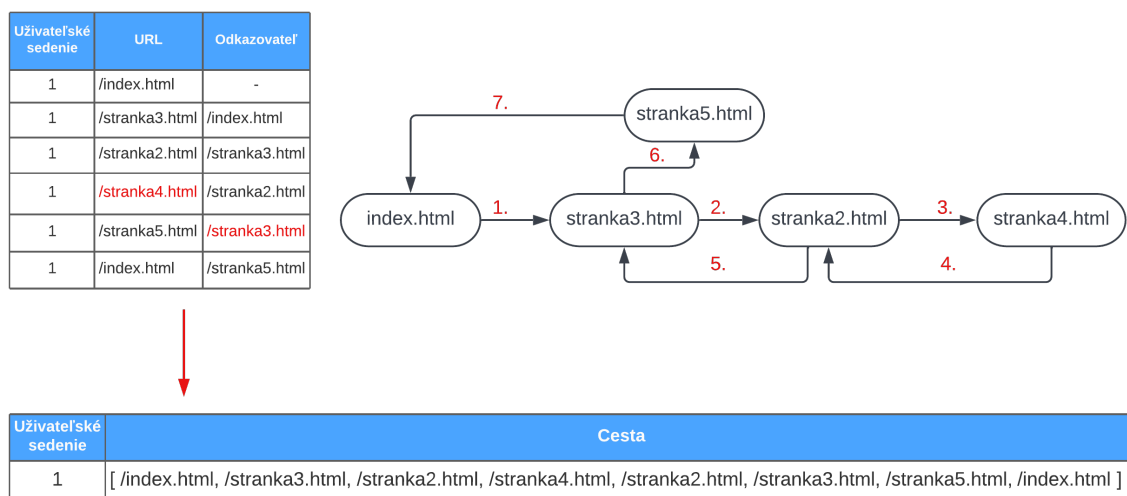 Uživateľské sedenie URL Odkazovateľ
1 /index.html -
1 /stranka3.html /index.html
1 /stranka2.html /stranka3.html
1 /stranka4.html /stranka2.html
1 /stranka5.html /stranka3.html
1 /index.html /stranka5.html
7.
stranka5.html
6.
index.html 1. stranka3.html 2. stranka2.html 3. stranka4.html
5. 4.
Uživateľské sedenie Cesta
1 [ /index.html, /stranka3.html, /stranka2.html, /stranka4.html, /stranka2.html, /stranka3.html, /stranka5.html, /index.html ]